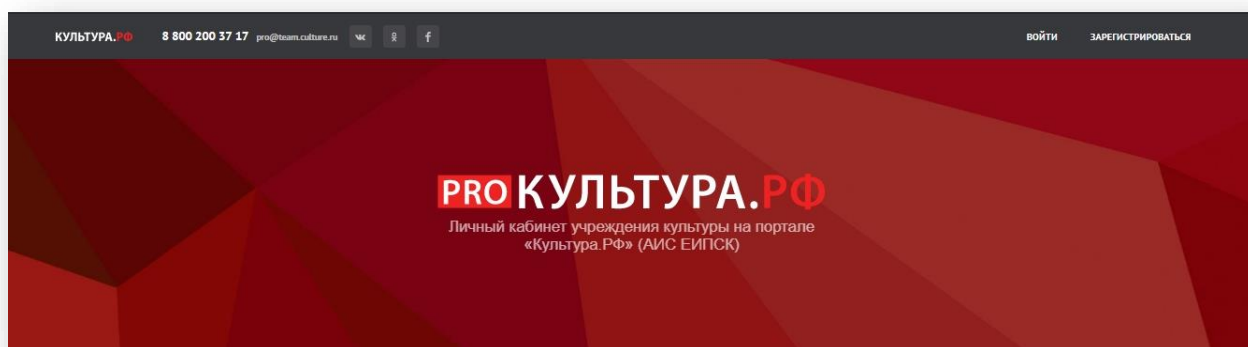 КУЛЬТУРА.РФ 8 800 200 37 17 pro@team.culture.ru ВОЙТИ ЗАРЕГИСТРИРОВАТЬСЯ
PRO КУЛЬТУРА.РФ
Личный кабинет учреждения культуры на портале
«Культура.РФ» (АИС ЕИПСК)